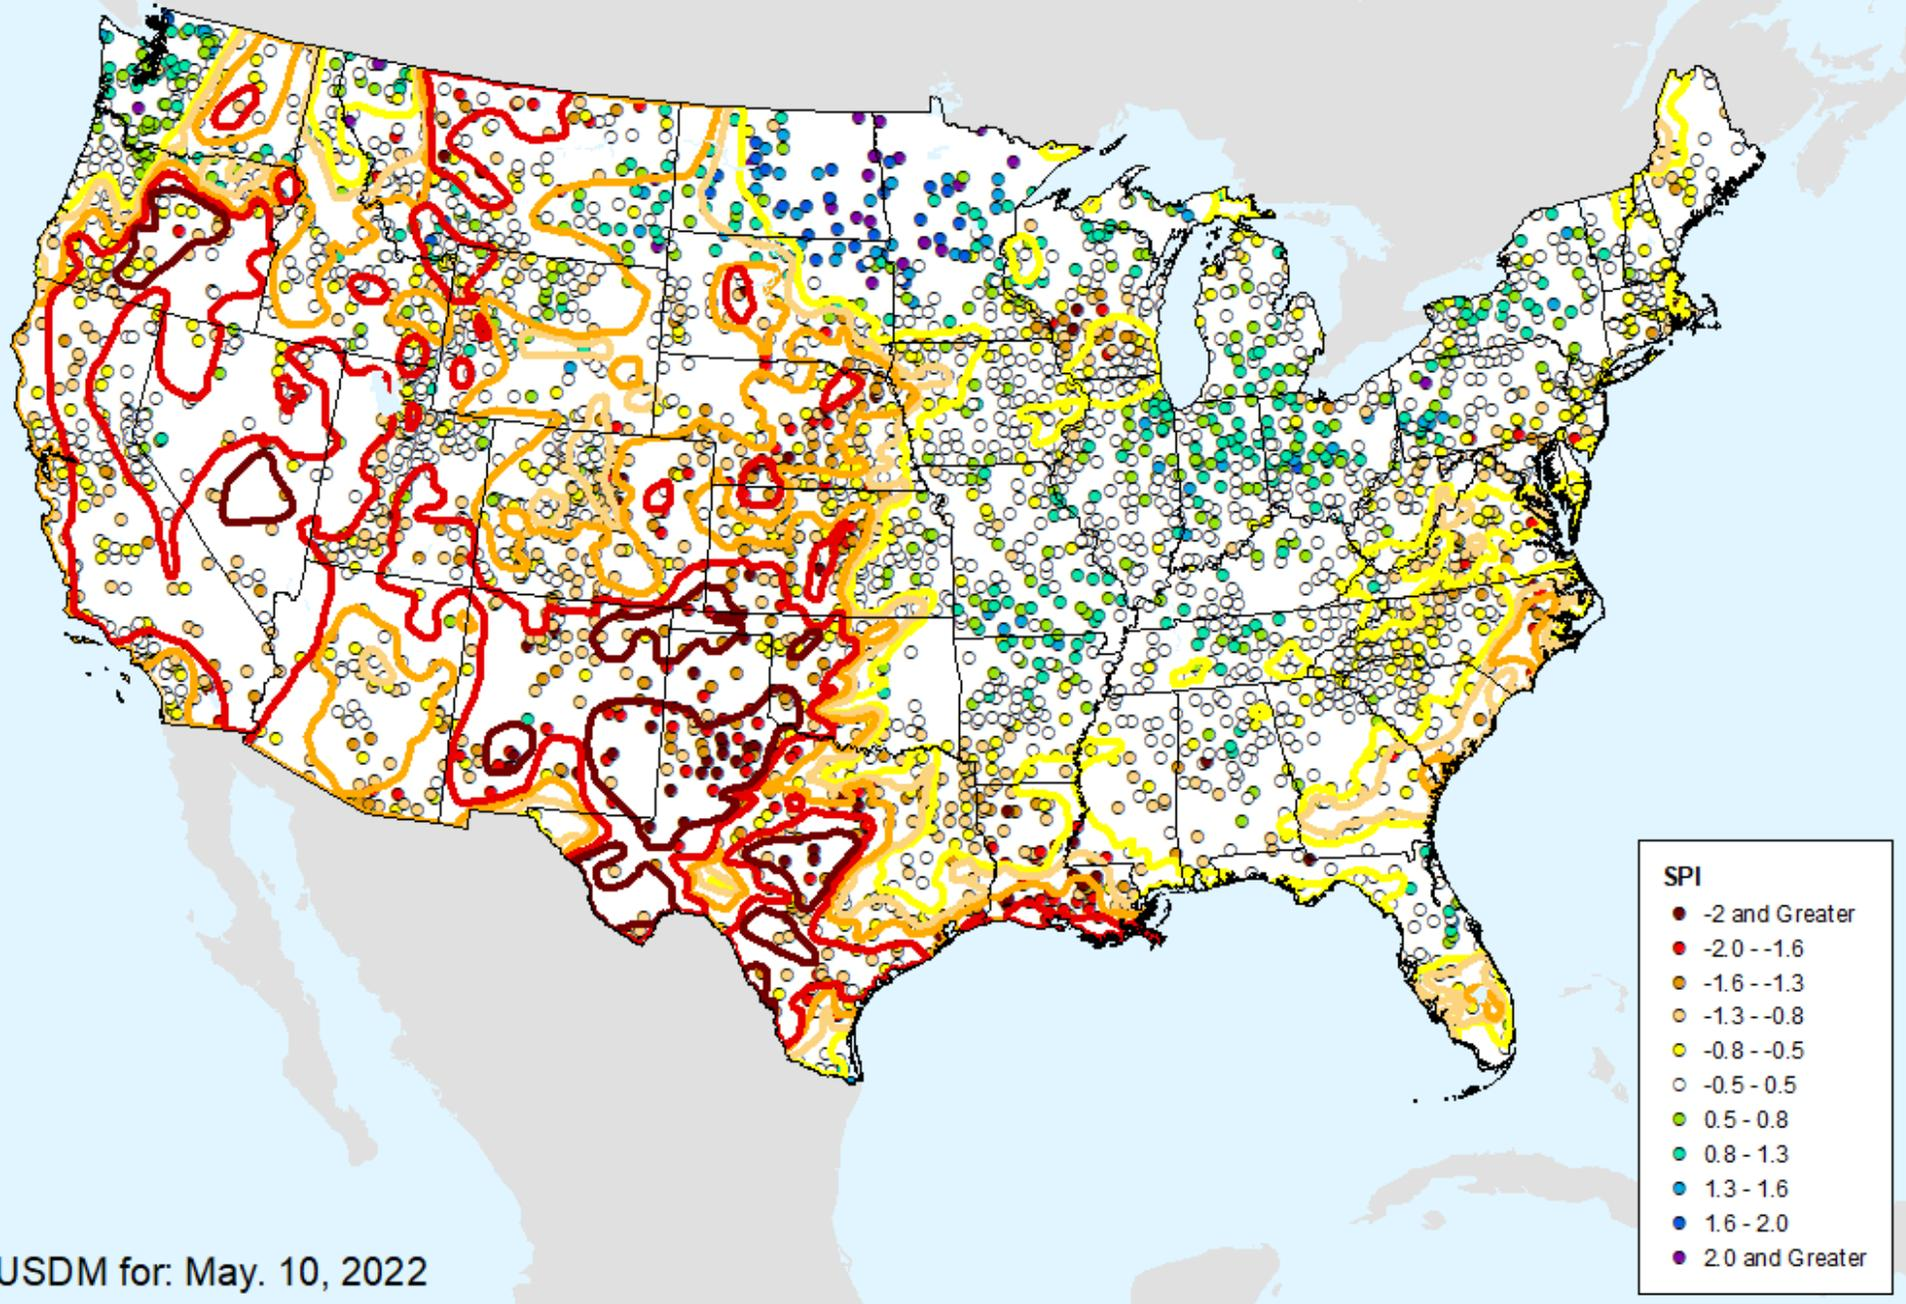 SPI
-2 and Greater
-2.0 - -1.6
-1.6 - -1.3
-1.3 - -0.8
-0.8 - -0.5
-0.5 - 0.5
0.5 - 0.8
0.8 - 1.3
1.3 - 1.6
1.6 - 2.0
2.0 and Greater
USDM for: May. 10, 2022